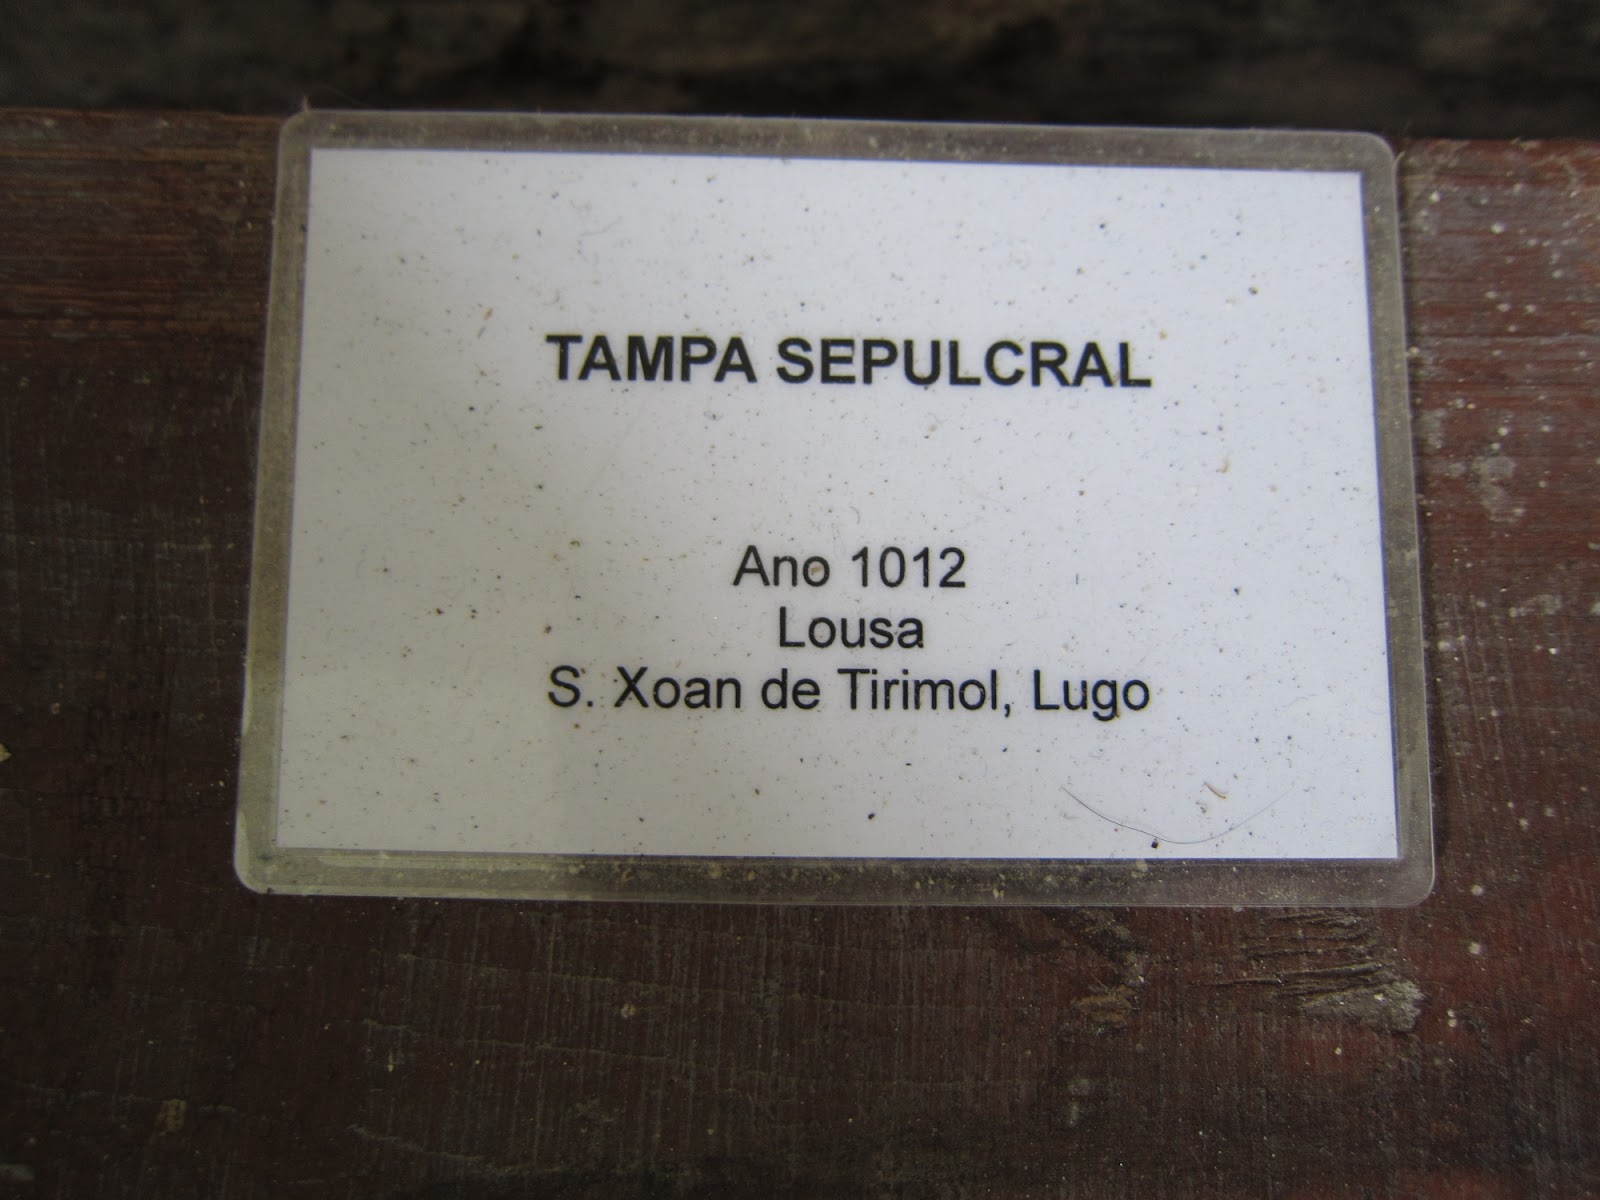 TAMPA SEPULCRAL
Ano 1012
Lousa
S. Xoan de Tirimol, Lugo